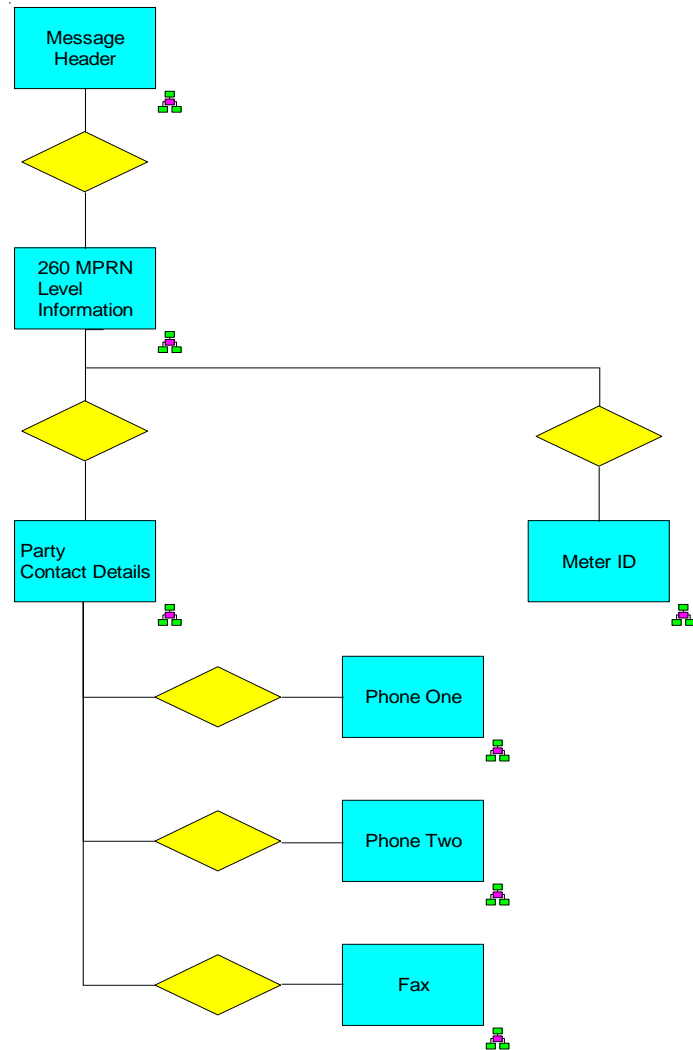 Message
Header
260 MPRN
Level
Information
Party
Contact Details
Meter ID
Phone One
Phone Two
Fax